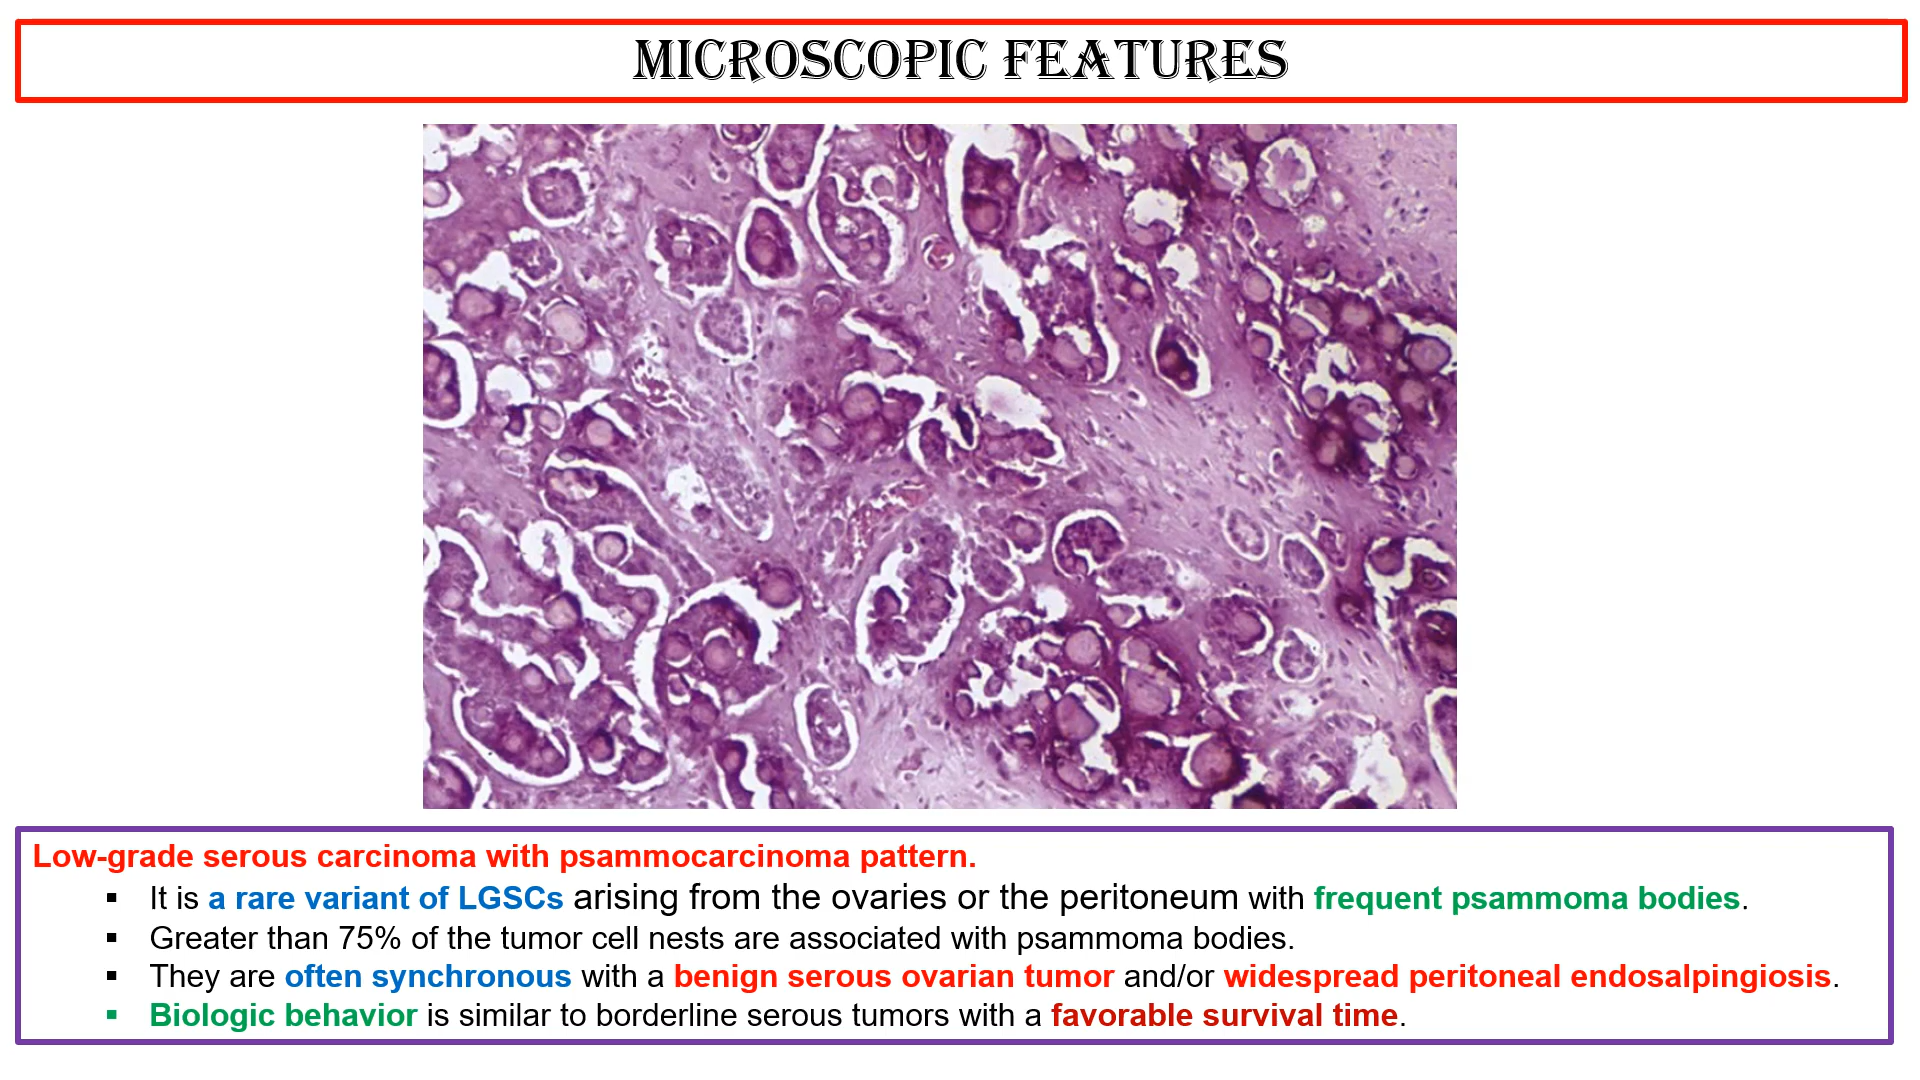 MICROSCOPIC FEATURES
Low-grade serous carcinoma with psammocarcinoma pattern.
▪ It is a rare variant of LGSCs arising from the ovaries or the peritoneum with frequent psammoma bodies.
▪ Greater than 75% of the tumor cell nests are associated with psammoma bodies.
▪ They are often synchronous with a benign serous ovarian tumor and/or widespread peritoneal endosalpingiosis.
▪ Biologic behavior is similar to borderline serous tumors with a favorable survival time.